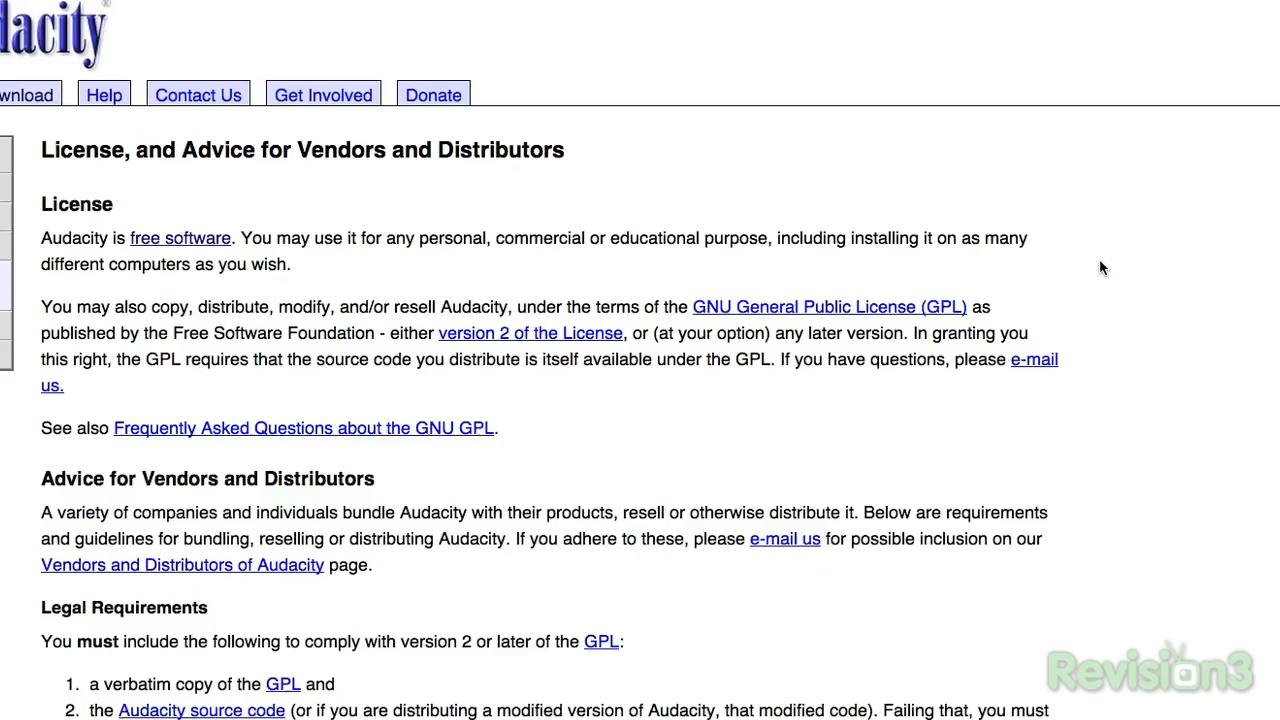 dacity®
wnload Help Contact Us Get Involved Donate
License, and Advice for Vendors and Distributors
License
Audacity is free software. You may use it for any personal, commercial or educational purpose, including installing it on as many
different computers as you wish.
You may also copy, distribute, modify, and/or resell Audacity, under the terms of the GNU General Public License (GPL) as
published by the Free Software Foundation - either version 2 of the License, or (at your option) any later version. In granting you
this right, the GPL requires that the source code you distribute is itself available under the GPL. If you have questions, please e-mail
us.
See also Frequently Asked Questions about the GNU GPL.
Advice for Vendors and Distributors
A variety of companies and individuals bundle Audacity with their products, resell or otherwise distribute it. Below are requirements
and guidelines for bundling, reselling or distributing Audacity. If you adhere to these, please e-mail us for possible inclusion on our
Vendors and Distributors of Audacity page.
Legal Requirements
You must include the following to comply with version 2 or later of the GPL:
1. a verbatim copy of the GPL and
2. the Audacity source code (or if you are distributing a modified version of Audacity, that modified code). Failing that, you must
Revision3